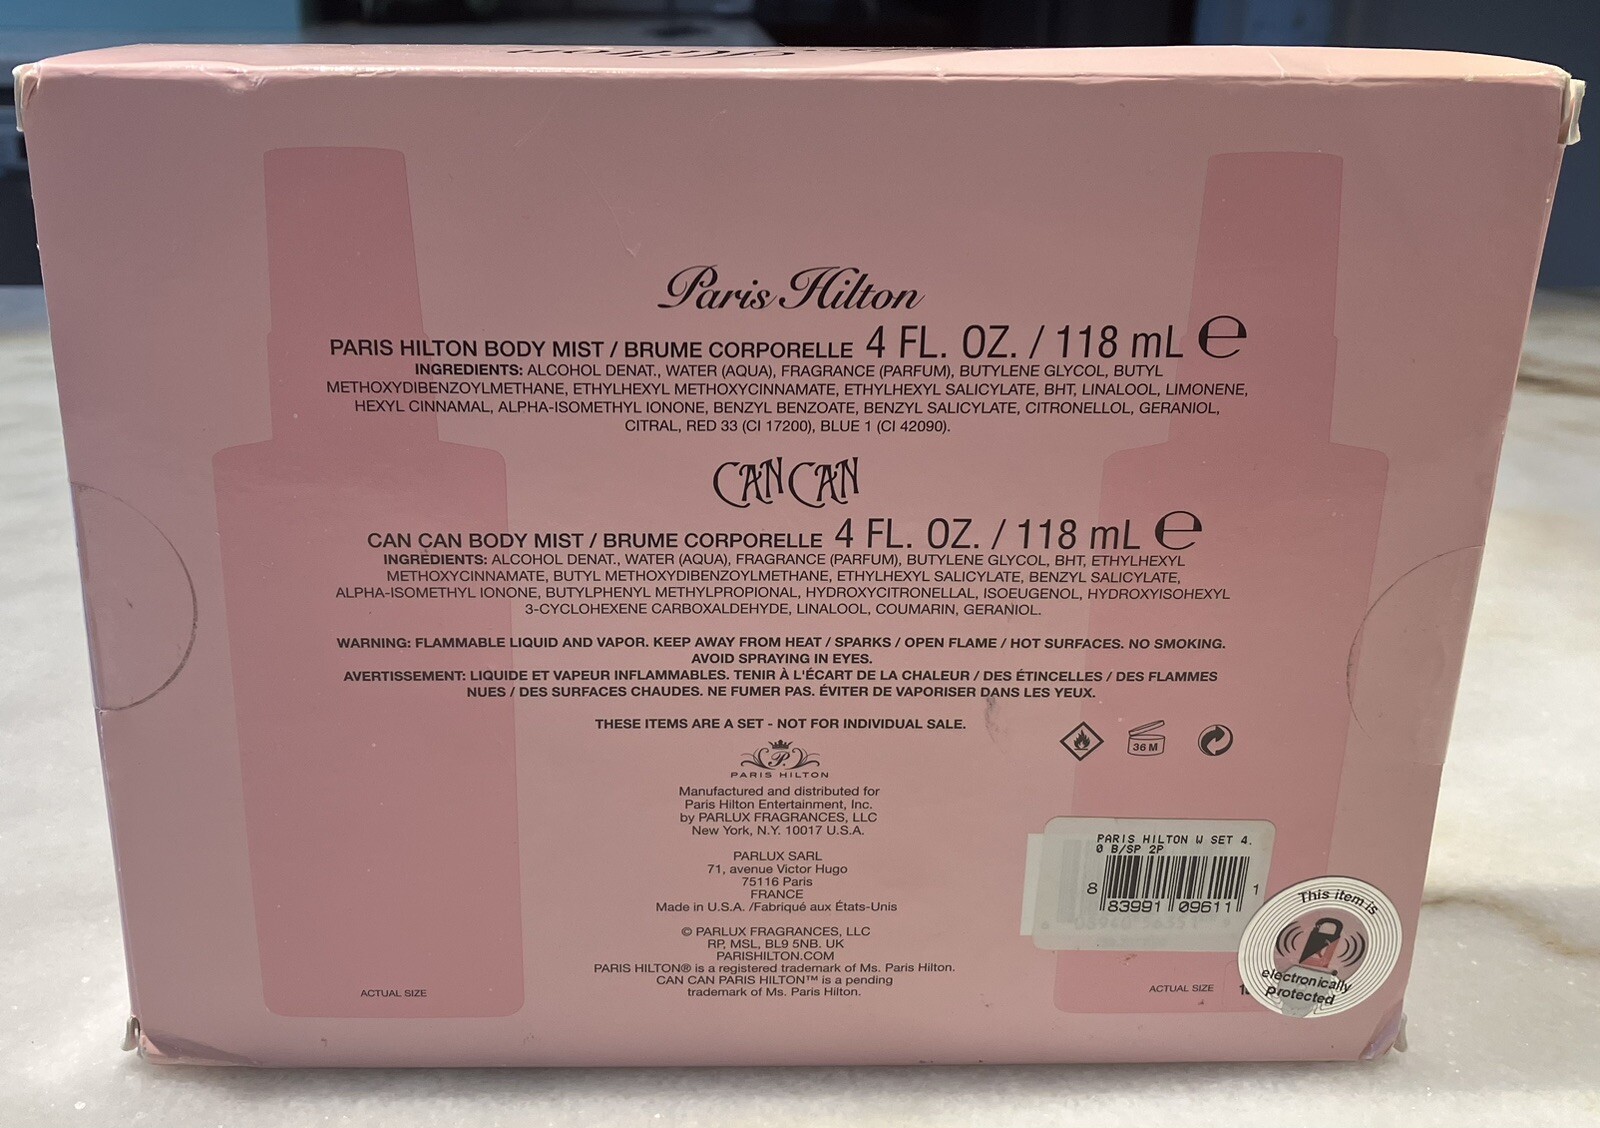 Paris Hilton
PARIS HILTON BODY MIST / BRUME CORPORELLE 4 FL. OZ. / 118 mL ℮
INGREDIENTS: ALCOHOL DENAT., WATER (AQUA), FRAGRANCE (PARFUM), BUTYLENE GLYCOL, BUTYL
METHOXYDIBENZOYLMETHANE, ETHYLHEXYL METHOXYCINNAMATE, ETHYLHEXYL SALICYLATE, BHT, LINALOOL, LIMONENE,
HEXYL CINNAMAL, ALPHA-ISOMETHYL IONONE, BENZYL BENZOATE, BENZYL SALICYLATE, CITRONELLOL, GERANIOL,
CITRAL, RED 33 (CI 17200), BLUE 1 (CI 42090).
CAN CAN
CAN CAN BODY MIST / BRUME CORPORELLE 4 FL. OZ. / 118 mL ℮
INGREDIENTS: ALCOHOL DENAT., WATER (AQUA), FRAGRANCE (PARFUM), BUTYLENE GLYCOL, BHT, ETHYLHEXYL
METHOXYCINNAMATE, BUTYL METHOXYDIBENZOYLMETHANE, ETHYLHEXYL SALICYLATE, BENZYL SALICYLATE,
ALPHA-ISOMETHYL IONONE, BUTYLPHENYL METHYLPROPIONAL, HYDROXYCITRONELLAL, ISOEUGENOL, HYDROXYISOHEXYL
3-CYCLOHEXENE CARBOXALDEHYDE, LINALOOL, COUMARIN, GERANIOL.
WARNING: FLAMMABLE LIQUID AND VAPOR. KEEP AWAY FROM HEAT / SPARKS / OPEN FLAME / HOT SURFACES. NO SMOKING.
AVOID SPRAYING IN EYES.
AVERTISSEMENT: LIQUIDE ET VAPEUR INFLAMMABLES. TENIR À L'ÉCART DE LA CHALEUR / DES ÉTINCELLES / DES FLAMMES
NUES / DES SURFACES CHAUDES. NE FUMER PAS. ÉVITER DE VAPORISER DANS LES YEUX.
THESE ITEMS ARE A SET - NOT FOR INDIVIDUAL SALE.
36 M
P.
PARIS HILTON
Manufactured and distributed for
Paris Hilton Entertainment, Inc.
by PARLUX FRAGRANCES, LLC
New York, N.Y. 10017 U.S.A.
PARLUX SARL
71, avenue Victor Hugo
75116 Paris
FRANCE
Made in U.S.A. /Fabriqué aux États-Unis
© PARLUX FRAGRANCES, LLC
RP, MSL, BL9 5NB. UK
PARISHILTON.COM
PARIS HILTON® is a registered trademark of Ms. Paris Hilton.
CAN CAN PARIS HILTON™ is a pending
trademark of Ms. Paris Hilton.
ACTUAL SIZE
PARIS HILTON W SET 4.
0 B/SP 2P
8 83991 09611 1
ACTUAL SIZE
This item is
electronically
protected